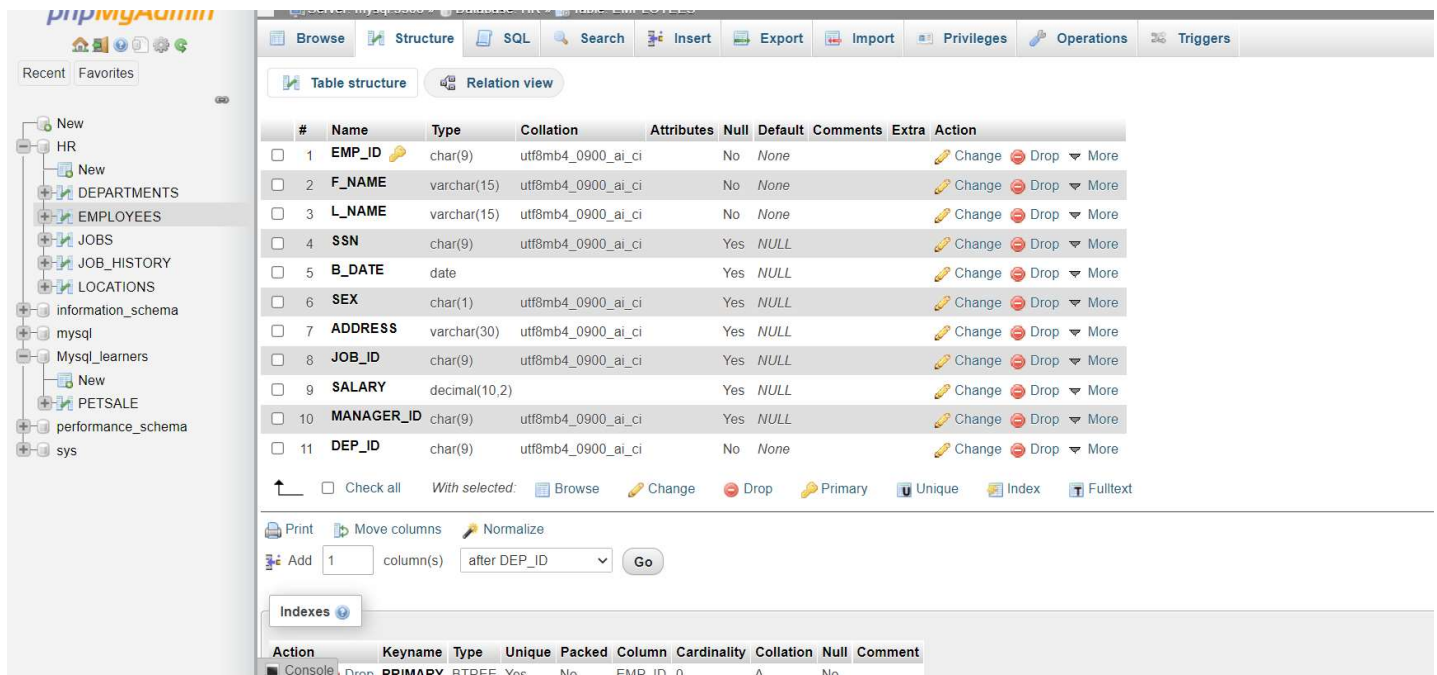 phpMyAdmin
Recent Favorites
New
HR
New
DEPARTMENTS
EMPLOYEES
JOBS
JOB_HISTORY
LOCATIONS
information_schema
mysql
Mysql_learners
New
PETSALE
performance_schema
sys
Browse Structure SQL Search Insert Export Import Privileges Operations Triggers
Table structure Relation view
# Name Type Collation Attributes Null Default Comments Extra Action
1 EMP_ID char(9) utf8mb4_0900_ai_ci No None Change Drop More
2 F_NAME varchar(15) utf8mb4_0900_ai_ci No None Change Drop More
3 L_NAME varchar(15) utf8mb4_0900_ai_ci No None Change Drop More
4 SSN char(9) utf8mb4_0900_ai_ci Yes NULL Change Drop More
5 B_DATE date Yes NULL Change Drop More
6 SEX char(1) utf8mb4_0900_ai_ci Yes NULL Change Drop More
7 ADDRESS varchar(30) utf8mb4_0900_ai_ci Yes NULL Change Drop More
8 JOB_ID char(9) utf8mb4_0900_ai_ci Yes NULL Change Drop More
9 SALARY decimal(10,2) Yes NULL Change Drop More
10 MANAGER_ID char(9) utf8mb4_0900_ai_ci Yes NULL Change Drop More
11 DEP_ID char(9) utf8mb4_0900_ai_ci No None Change Drop More
Check all With selected: Browse Change Drop Primary Unique Index Fulltext
Print Move columns Normalize
Add 1 column(s) after DEP_ID Go
Indexes
Action Keyname Type Unique Packed Column Cardinality Collation Null Comment
Console Drop PRIMARY BTREE Yes No EMP_ID 0 A No